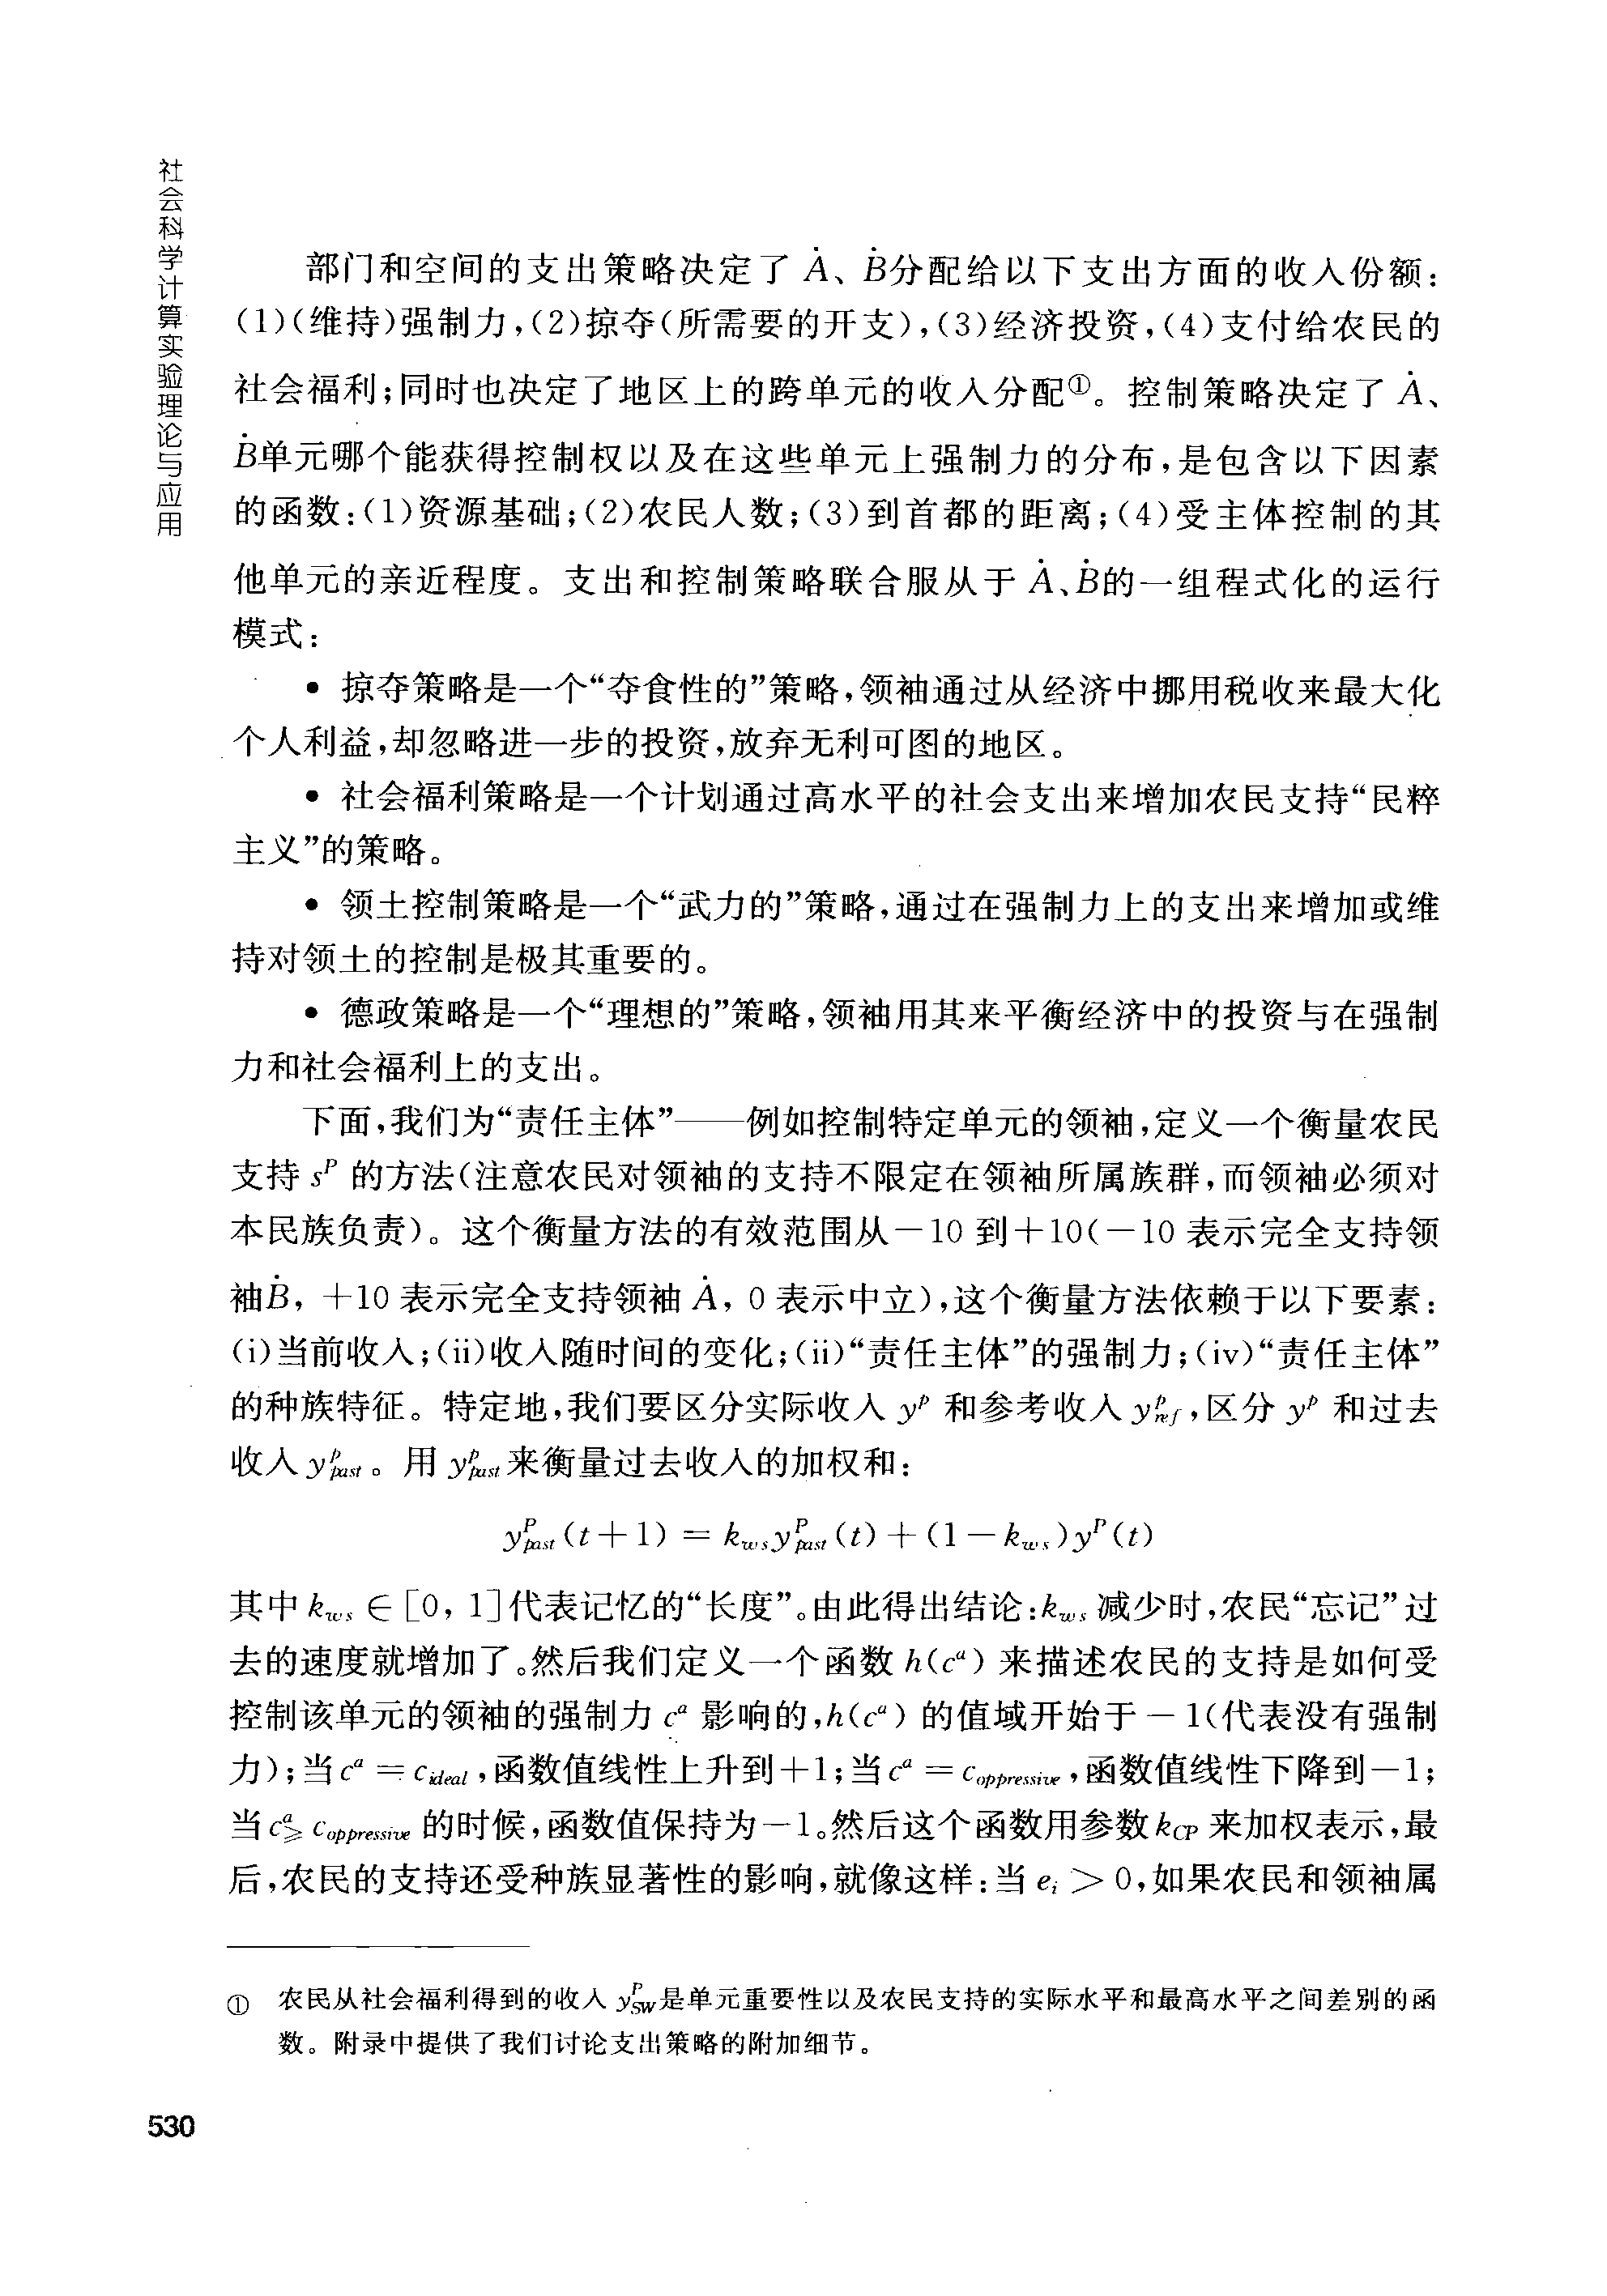 社会科学计算实验理论与应用
部门和空间的支出策略决定了 Ȧ、Ḃ分配给以下支出方面的收入份额：
(1)(维持)强制力，(2)掠夺(所需要的开支)，(3)经济投资，(4)支付给农民的
社会福利；同时也决定了地区上的跨单元的收入分配①。控制策略决定了 Ȧ、
Ḃ单元哪个能获得控制权以及在这些单元上强制力的分布，是包含以下因素
的函数：(1)资源基础；(2)农民人数；(3)到首都的距离；(4)受主体控制的其
他单元的亲近程度。支出和控制策略联合服从于 Ȧ、Ḃ的一组程式化的运行
模式：
• 掠夺策略是一个“夺食性的”策略，领袖通过从经济中挪用税收来最大化
个人利益，却忽略进一步的投资，放弃无利可图的地区。
• 社会福利策略是一个计划通过高水平的社会支出来增加农民支持“民粹
主义”的策略。
• 领土控制策略是一个“武力的”策略，通过在强制力上的支出来增加或维
持对领土的控制是极其重要的。
• 德政策略是一个“理想的”策略，领袖用其来平衡经济中的投资与在强制
力和社会福利上的支出。
下面，我们为“责任主体”——例如控制特定单元的领袖，定义一个衡量农民
支持 $s^P$ 的方法(注意农民对领袖的支持不限定在领袖所属族群，而领袖必须对
本民族负责)。这个衡量方法的有效范围从－10 到＋10(－10 表示完全支持领
袖Ḃ，＋10 表示完全支持领袖 Ȧ，0 表示中立)，这个衡量方法依赖于以下要素：
(i)当前收入；(ii)收入随时间的变化；(ii)“责任主体”的强制力；(iv)“责任主体”
的种族特征。特定地，我们要区分实际收入 $y^P$ 和参考收入 $y^P_{Ref}$，区分 $y^P$ 和过去
收入 $y^P_{past}$。用 $y^P_{past}$来衡量过去收入的加权和：
$y^P_{past}(t+1) = k_{ws}y^P_{past}(t) + (1-k_{ws})y^P(t)$
其中 $k_{ws}$ ∈ [0, 1]代表记忆的“长度”。由此得出结论：$k_{ws}$ 减少时，农民“忘记”过
去的速度就增加了。然后我们定义一个函数 $h(c^a)$ 来描述农民的支持是如何受
控制该单元的领袖的强制力 $c^a$ 影响的，$h(c^a)$ 的值域开始于 －1(代表没有强制
力)；当 $c^a = c_{ideal}$，函数值线性上升到＋1；当 $c^a = c_{oppressive}$，函数值线性下降到－1；
当 $c^a_{\geqslant} c_{oppressive}$ 的时候，函数值保持为－1。然后这个函数用参数 $k_{CP}$ 来加权表示，最
后，农民的支持还受种族显著性的影响，就像这样：当 $e_i > 0$，如果农民和领袖属
① 农民从社会福利得到的收入 $y^P_{SW}$是单元重要性以及农民支持的实际水平和最高水平之间差别的函
数。附录中提供了我们讨论支出策略的附加细节。
530